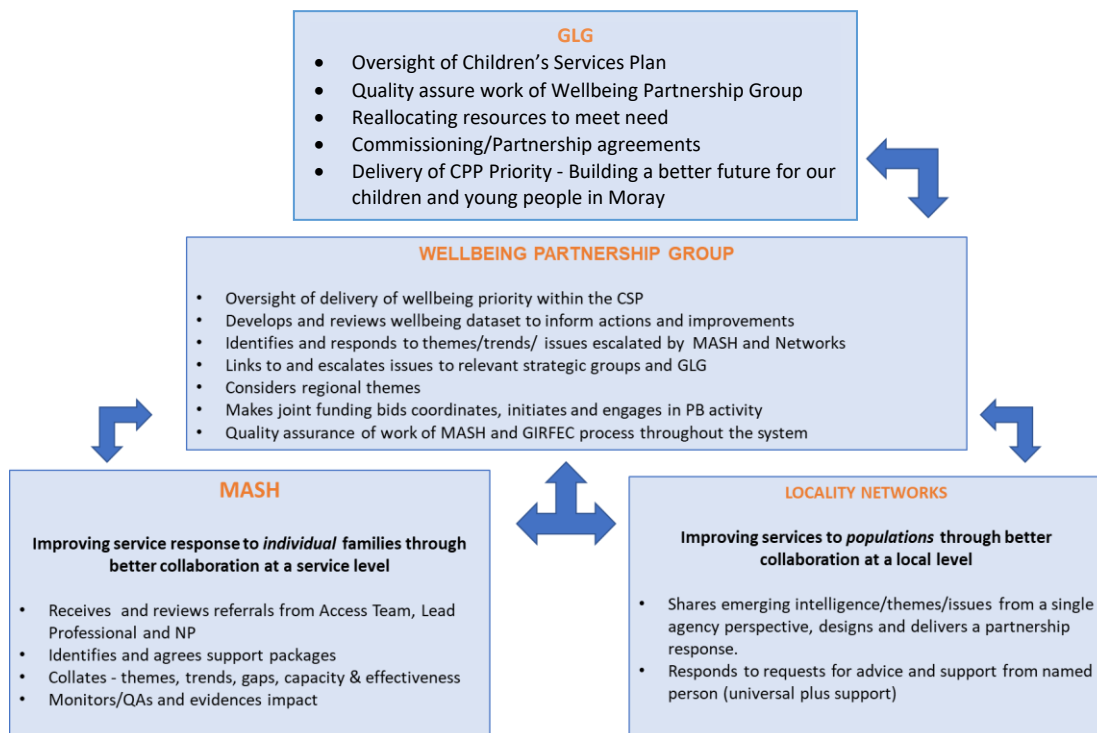 GLG
• Oversight of Children’s Services Plan
• Quality assure work of Wellbeing Partnership Group
• Reallocating resources to meet need
• Commissioning/Partnership agreements
• Delivery of CPP Priority - Building a better future for our
children and young people in Moray
WELLBEING PARTNERSHIP GROUP
• Oversight of delivery of wellbeing priority within the CSP
• Develops and reviews wellbeing dataset to inform actions and improvements
• Identifies and responds to themes/trends/ issues escalated by MASH and Networks
• Links to and escalates issues to relevant strategic groups and GLG
• Considers regional themes
• Makes joint funding bids coordinates, initiates and engages in PB activity
• Quality assurance of work of MASH and GIRFEC process throughout the system
MASH
Improving service response to individual families through
better collaboration at a service level
• Receives and reviews referrals from Access Team, Lead
Professional and NP
• Identifies and agrees support packages
• Collates - themes, trends, gaps, capacity & effectiveness
• Monitors/QAs and evidences impact
LOCALITY NETWORKS
Improving services to populations through better
collaboration at a local level
• Shares emerging intelligence/themes/issues from a single
agency perspective, designs and delivers a partnership
response.
• Responds to requests for advice and support from named
person (universal plus support)